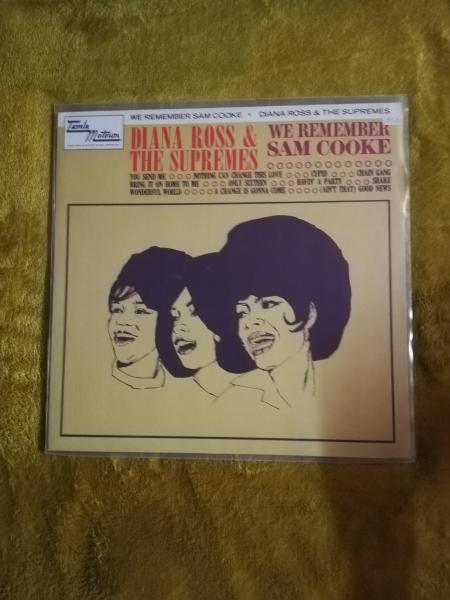 WE REMEMBER SAM COOKE • DIANA ROSS & THE SUPREMES
Tamla
Motown
DIANA ROSS &
THE SUPREMES
WE REMEMBER
SAM COOKE
YOU SEND ME NOTHING CAN CHANGE THIS LOVE CUPID CHAIN GANG
BRING IT ON HOME TO ME ONLY SIXTEEN HAVIN' A PARTY SHAKE
WONDERFUL WORLD A CHANGE IS GONNA COME (AIN'T THAT) GOOD NEWS